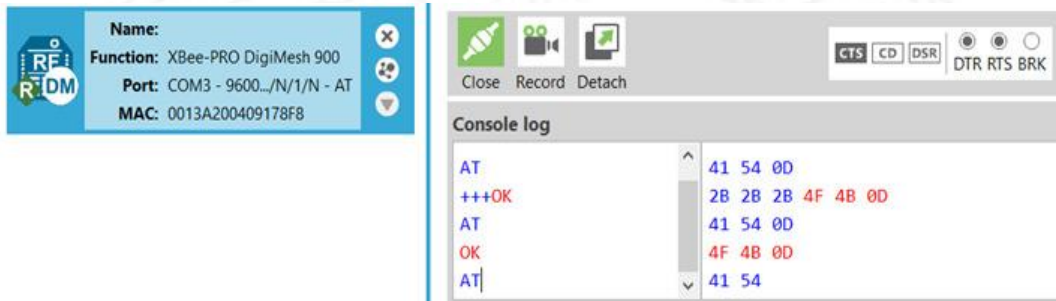 RF
R
DM
Name:
Function: XBee-PRO DigiMesh 900
Port: COM3 - 9600.../N/1/N - AT
MAC: 0013A200409178F8
Close Record Detach
CTS CD DSR DTR RTS BRK
Console log
AT 41 54 0D
+++OK 2B 2B 2B 4F 4B 0D
AT 41 54 0D
OK 4F 4B 0D
AT 41 54